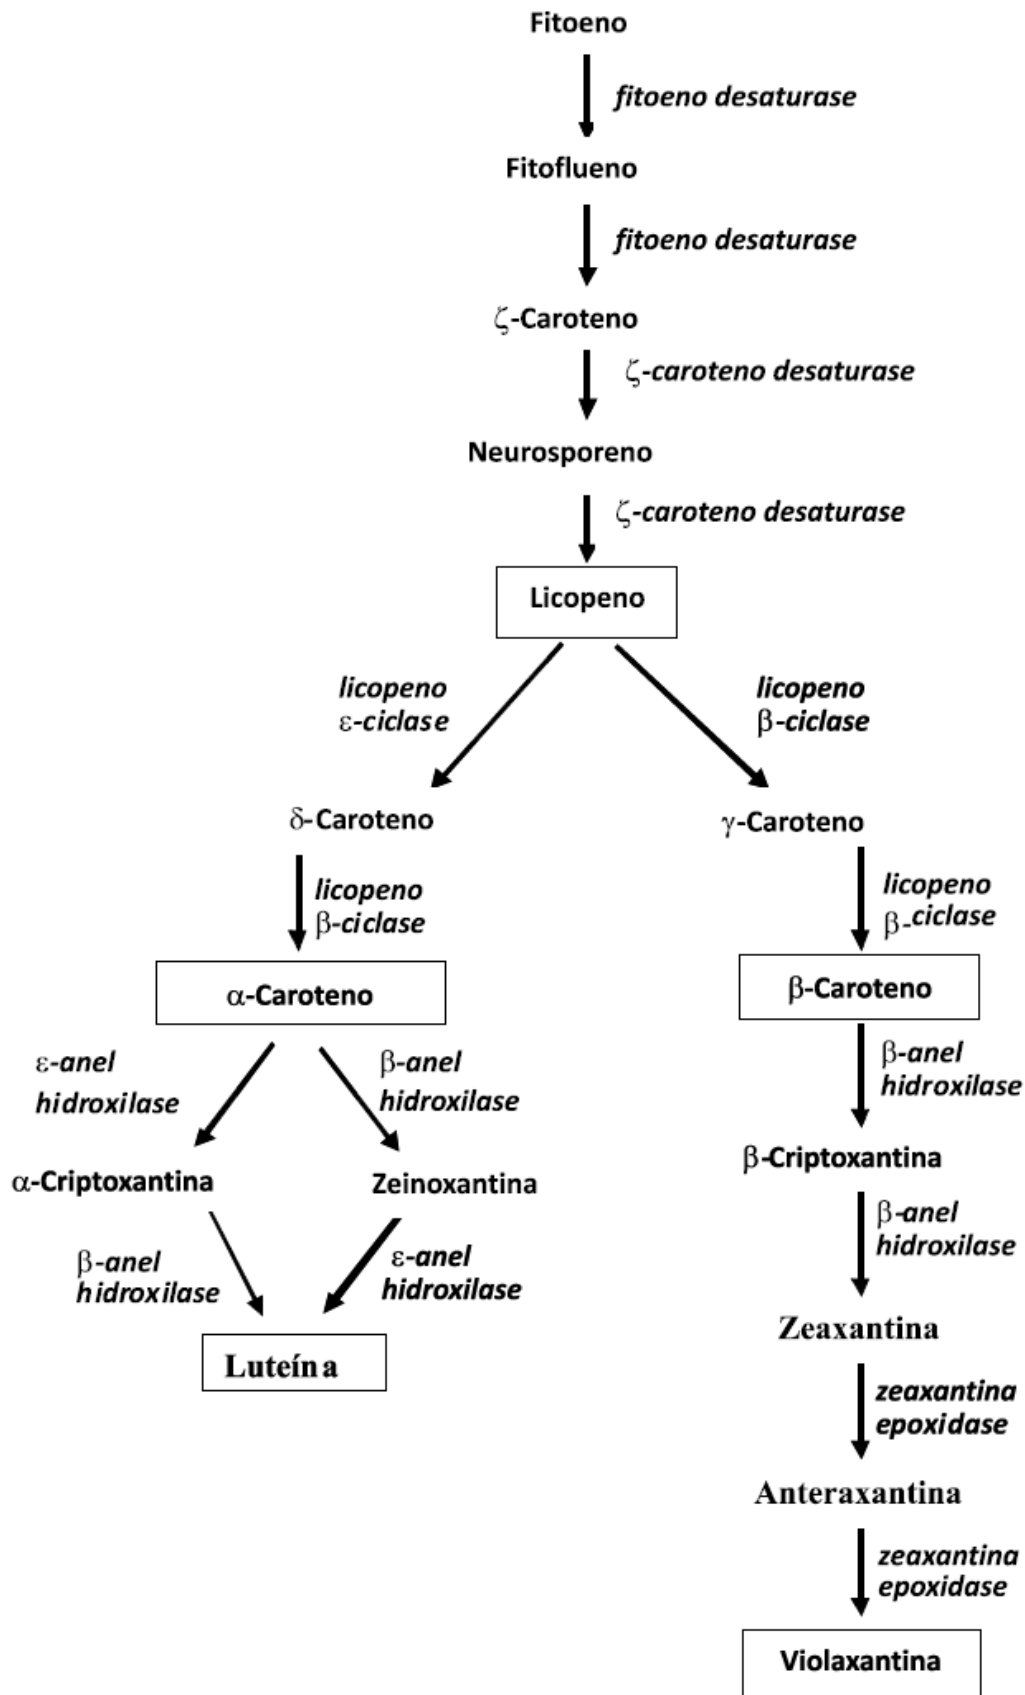 Fitoeno
fitoeno desaturase
Fitoflueno
fitoeno desaturase
ζ-Caroteno
ζ-caroteno desaturase
Neurosporeno
ζ-caroteno desaturase
Licopeno
licopeno
ε-ciclase
licopeno
β-ciclase
δ-Caroteno
γ-Caroteno
licopeno
β-ciclase
licopeno
β-ciclase
α-Caroteno
β-Caroteno
ε-anel
hidroxilase
β-anel
hidroxilase
β-anel
hidroxilase
α-Criptoxantina
Zeinoxantina
β-Criptoxantina
β-anel
hidroxilase
ε-anel
hidroxilase
β-anel
hidroxilase
Luteína
Zeaxantina
zeaxantina
epoxidase
Anteraxantina
zeaxantina
epoxidase
Violaxantina